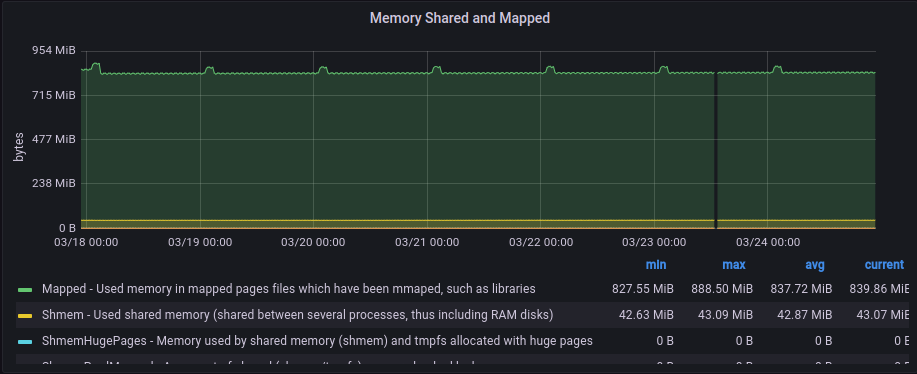 Memory Shared and Mapped
954 MiB
715 MiB
477 MiB
238 MiB
0 B
bytes
03/18 00:00 03/19 00:00 03/20 00:00 03/21 00:00 03/22 00:00 03/23 00:00 03/24 00:00
min max avg current
Mapped - Used memory in mapped pages files which have been mmaped, such as libraries 827.55 MiB 888.50 MiB 837.72 MiB 839.86 MiB
Shmem - Used shared memory (shared between several processes, thus including RAM disks) 42.63 MiB 43.09 MiB 42.87 MiB 43.07 MiB
ShmemHugePages - Memory used by shared memory (shmem) and tmpfs allocated with huge pages 0 B 0 B 0 B 0 B